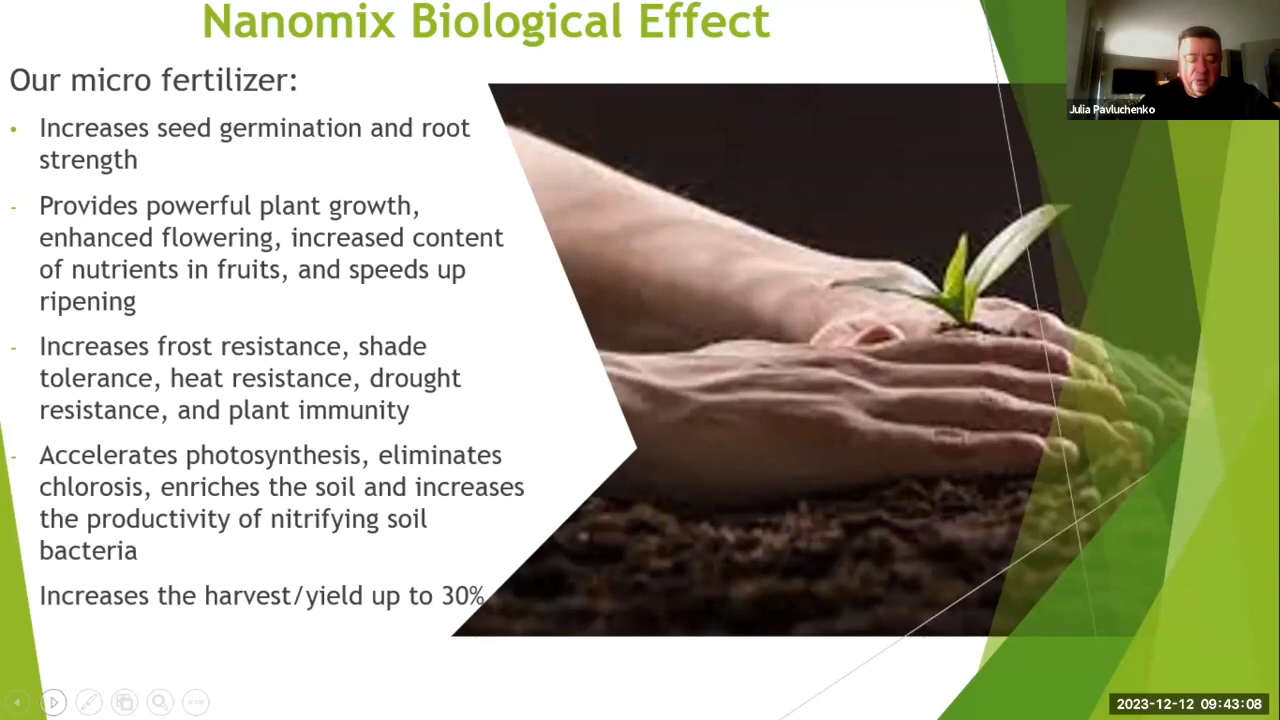 Nanomix Biological Effect
Our micro fertilizer:
• Increases seed germination and root
strength
- Provides powerful plant growth,
enhanced flowering, increased content
of nutrients in fruits, and speeds up
ripening
- Increases frost resistance, shade
tolerance, heat resistance, drought
resistance, and plant immunity
- Accelerates photosynthesis, eliminates
chlorosis, enriches the soil and increases
the productivity of nitrifying soil
bacteria
Increases the harvest/yield up to 30%
Julia Pavluchenko
2023-12-12 09:43:08